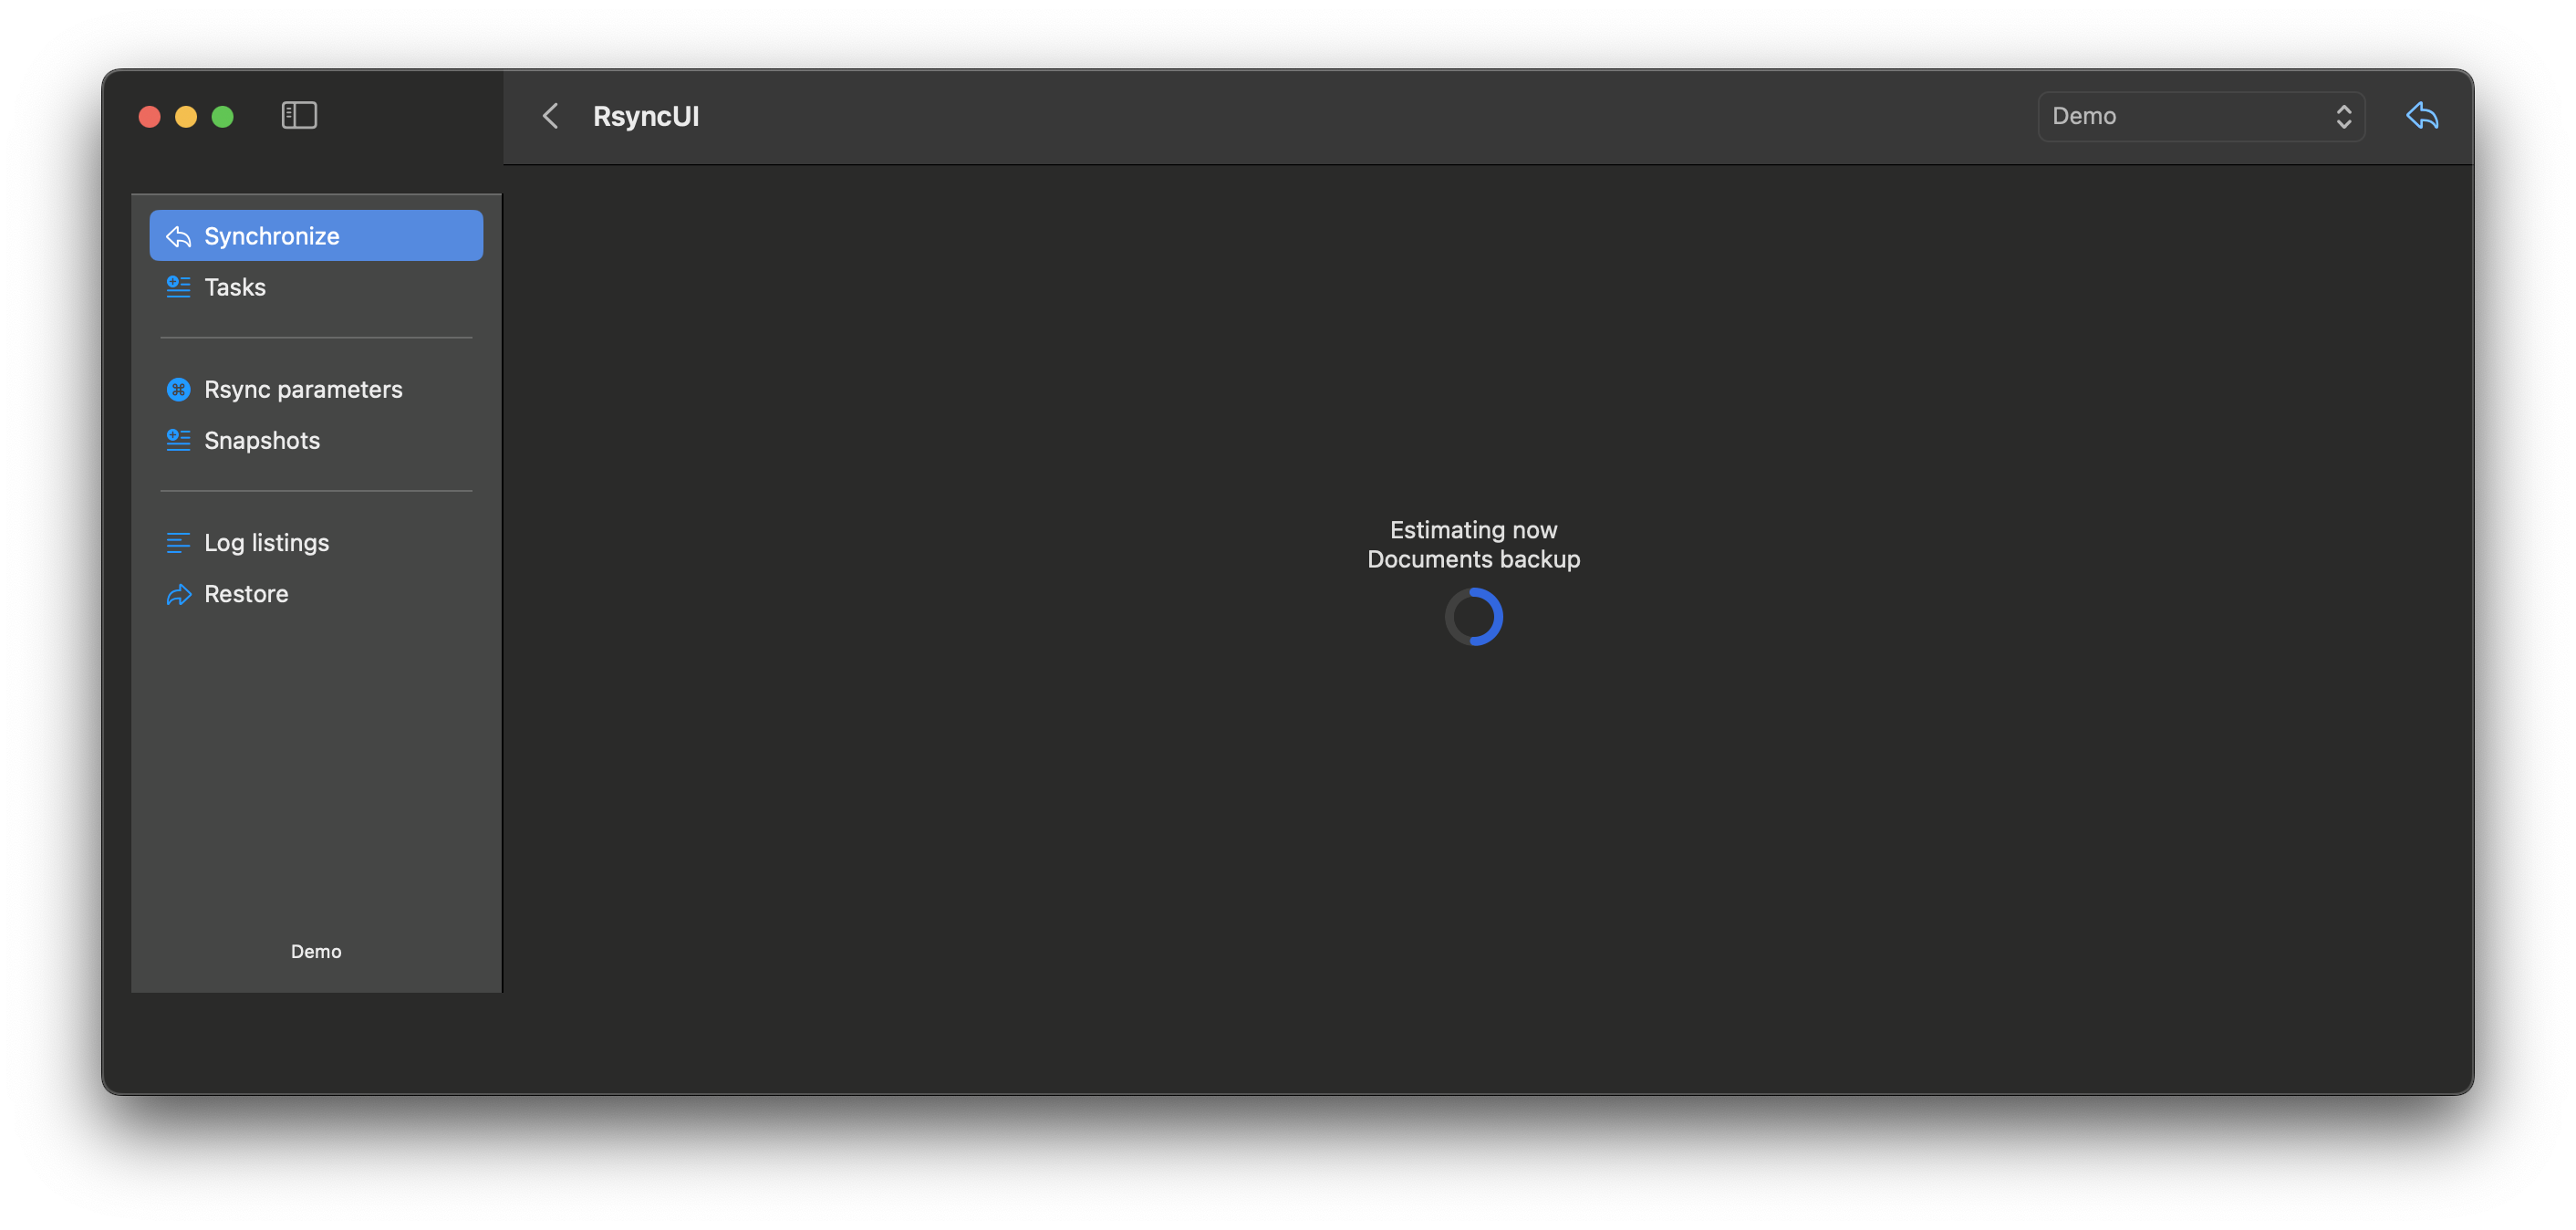 RsyncUI
Demo
Synchronize
Tasks
Rsync parameters
Snapshots
Log listings
Restore
Demo
Estimating now
Documents backup